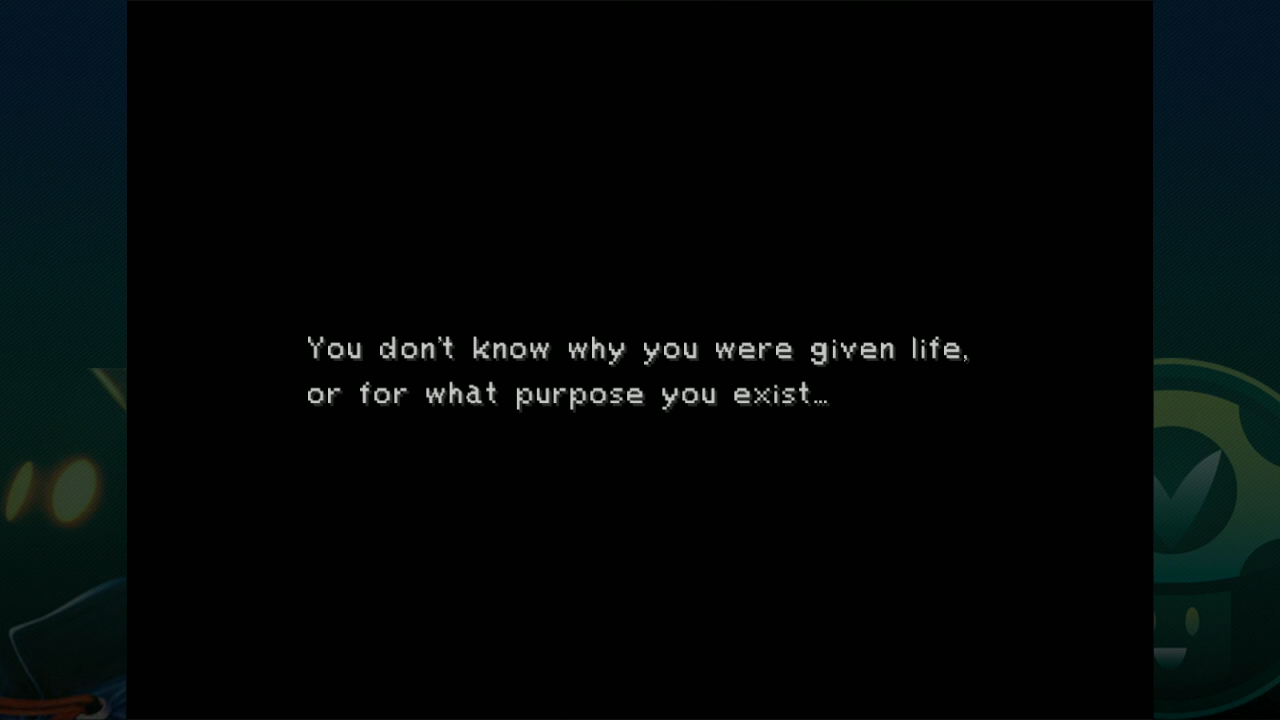 You don't know why you were given life,
or for what purpose you exist…